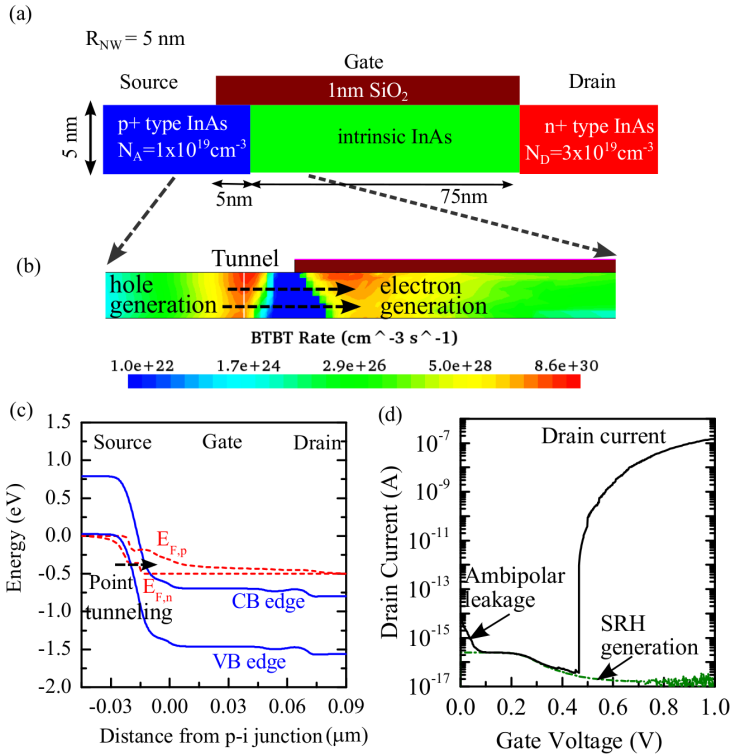 (a)
R_NW = 5 nm
Gate
Source
Drain
1nm SiO₂
p+ type InAs
N_A=1x10¹⁹cm⁻³
intrinsic InAs
n+ type InAs
N_D=3x10¹⁹cm⁻³
5 nm
5nm
75nm
(b)
Tunnel
hole
generation
electron
generation
BTBT Rate (cm^-3 s^-1)
1.0e+22 1.7e+24 2.9e+26 5.0e+28 8.6e+30
(c)
Source Gate Drain
1.5
1.0
0.5
0.0
-0.5
-1.0
-1.5
-2.0
Energy (eV)
E_F,p
Point
tunneling
E_F,n
CB edge
VB edge
-0.03 0.00 0.03 0.06 0.09
Distance from p-i junction (μm)
(d)
Drain current
10⁻⁷
10⁻⁹
10⁻¹¹
10⁻¹³
10⁻¹⁵
10⁻¹⁷
Drain Current (A)
Ambipolar
leakage
SRH
generation
0.0 0.2 0.4 0.6 0.8 1.0
Gate Voltage (V)